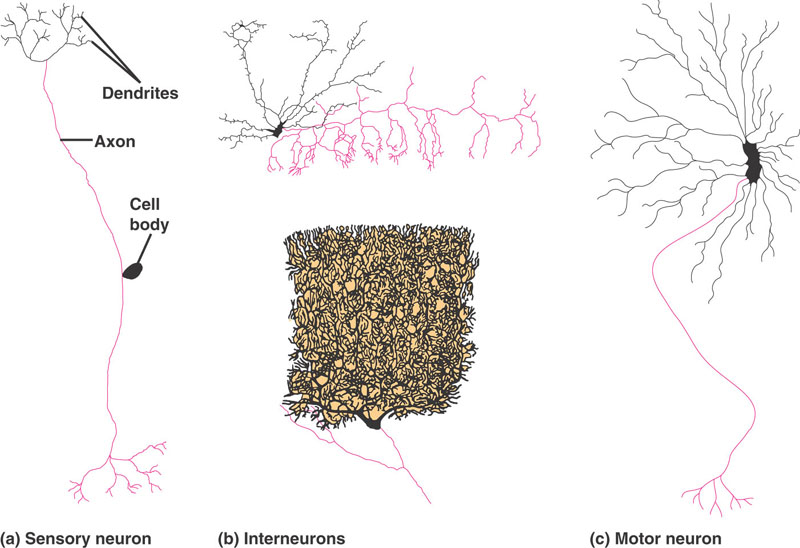 Dendrites
Axon
Cell
body
(a) Sensory neuron
(b) Interneurons
(c) Motor neuron